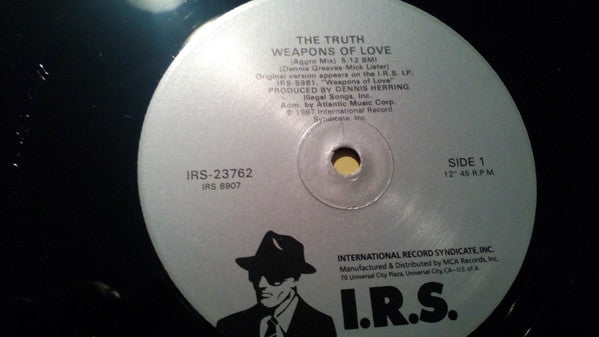 THE TRUTH
WEAPONS OF LOVE
(Aggro Mix) 5:12 BMI
(Dennis Greaves-Mick Lister)
Original version appears on the I.R.S. LP,
IRS-5981, "Weapons of Love"
PRODUCED BY DENNIS HERRING
Illegal Songs, Inc.
Adm. by Atlantic Music Corp.
℗ 1987 International Record
Syndicate, Inc.
IRS-23762
IRS 6907
SIDE 1
12" 45 R.P.M.
INTERNATIONAL RECORD SYNDICATE, INC.
Manufactured & Distributed by MCA Records, Inc.
70 Universal City Plaza, Universal City, CA-U.S. of A.
I.R.S.